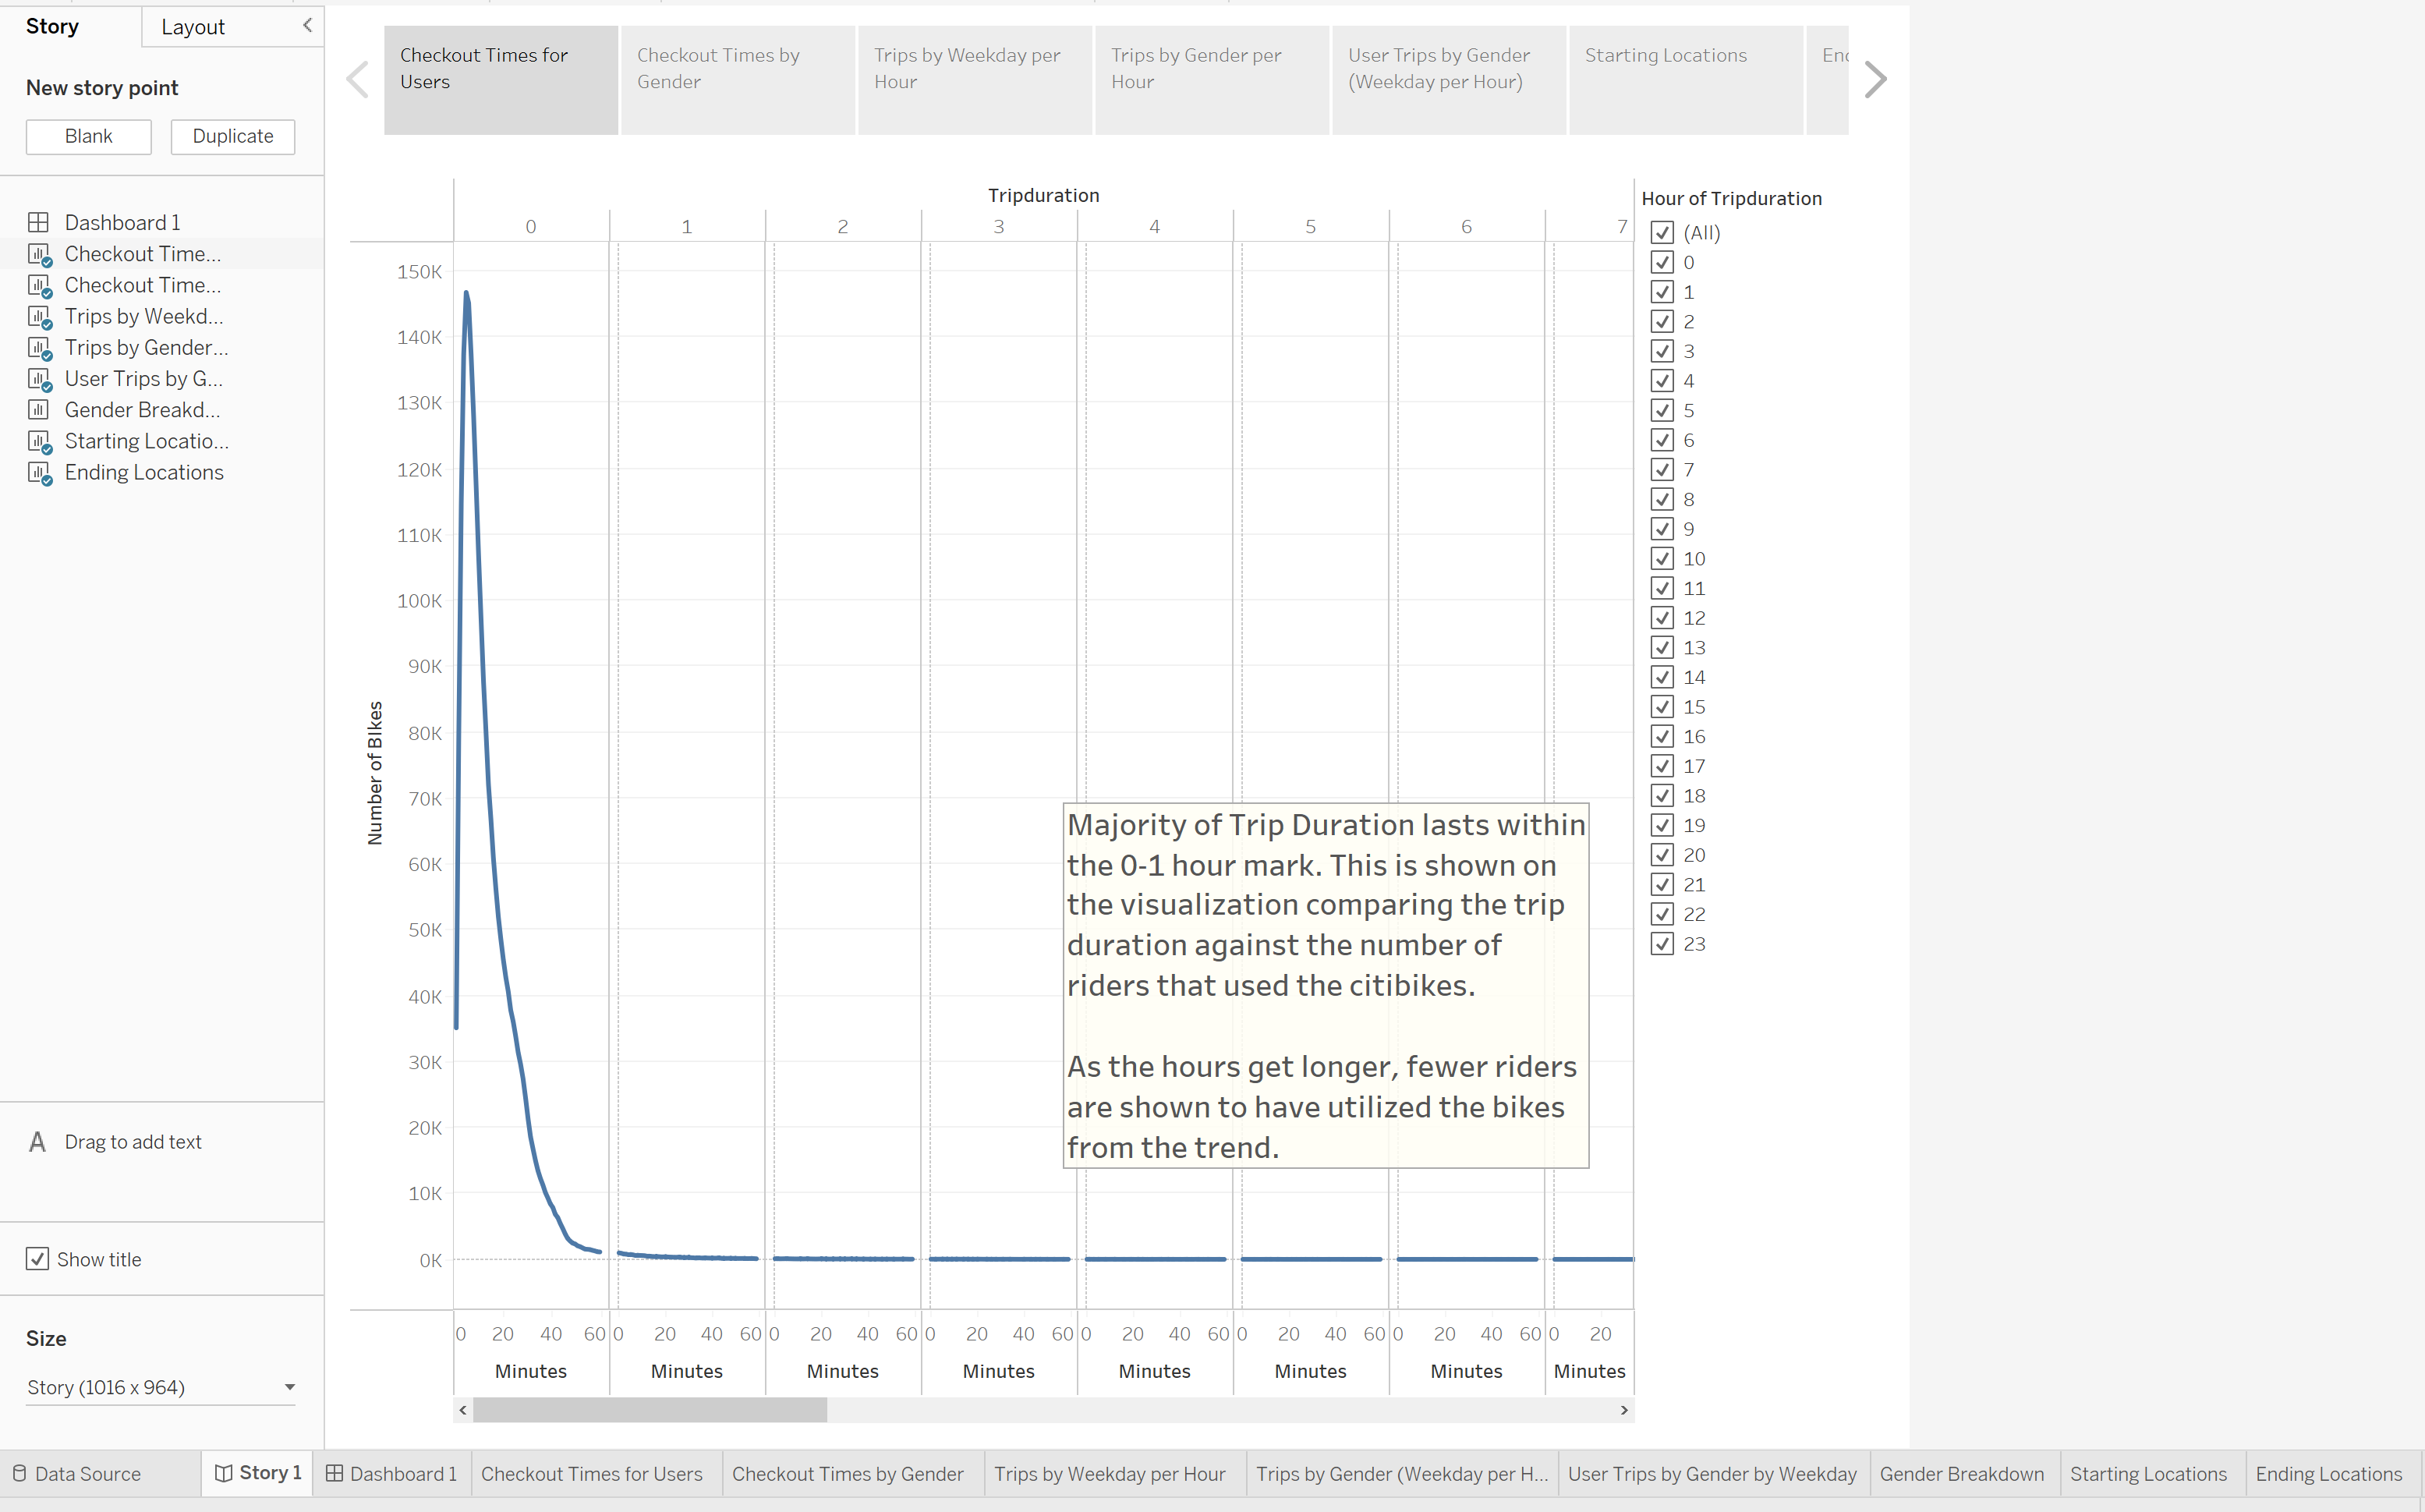 Story
Layout
New story point
Blank
Duplicate
Dashboard 1
Checkout Time...
Checkout Time...
Trips by Weekd...
Trips by Gender...
User Trips by G...
Gender Breakd...
Starting Locatio...
Ending Locations
A Drag to add text
Show title
Size
Story (1016 x 964)
Checkout Times for
Users
Checkout Times by
Gender
Trips by Weekday per
Hour
Trips by Gender per
Hour
User Trips by Gender
(Weekday per Hour)
Starting Locations
Tripduration
0 1 2 3 4 5 6 7
Number of BIkes
150K
140K
130K
120K
110K
100K
90K
80K
70K
60K
50K
40K
30K
20K
10K
0K
Majority of Trip Duration lasts within
the 0-1 hour mark. This is shown on
the visualization comparing the trip
duration against the number of
riders that used the citibikes.
As the hours get longer, fewer riders
are shown to have utilized the bikes
from the trend.
0 20 40 60 0 20 40 60 0 20 40 60 0 20 40 60 0 20 40 60 0 20 40 60 0 20 40 60 0 20
Minutes Minutes Minutes Minutes Minutes Minutes Minutes Minutes
Hour of Tripduration
(All)
0
1
2
3
4
5
6
7
8
9
10
11
12
13
14
15
16
17
18
19
20
21
22
23
Data Source
Story 1
Dashboard 1
Checkout Times for Users
Checkout Times by Gender
Trips by Weekday per Hour
Trips by Gender (Weekday per H...
User Trips by Gender by Weekday
Gender Breakdown
Starting Locations
Ending Locations